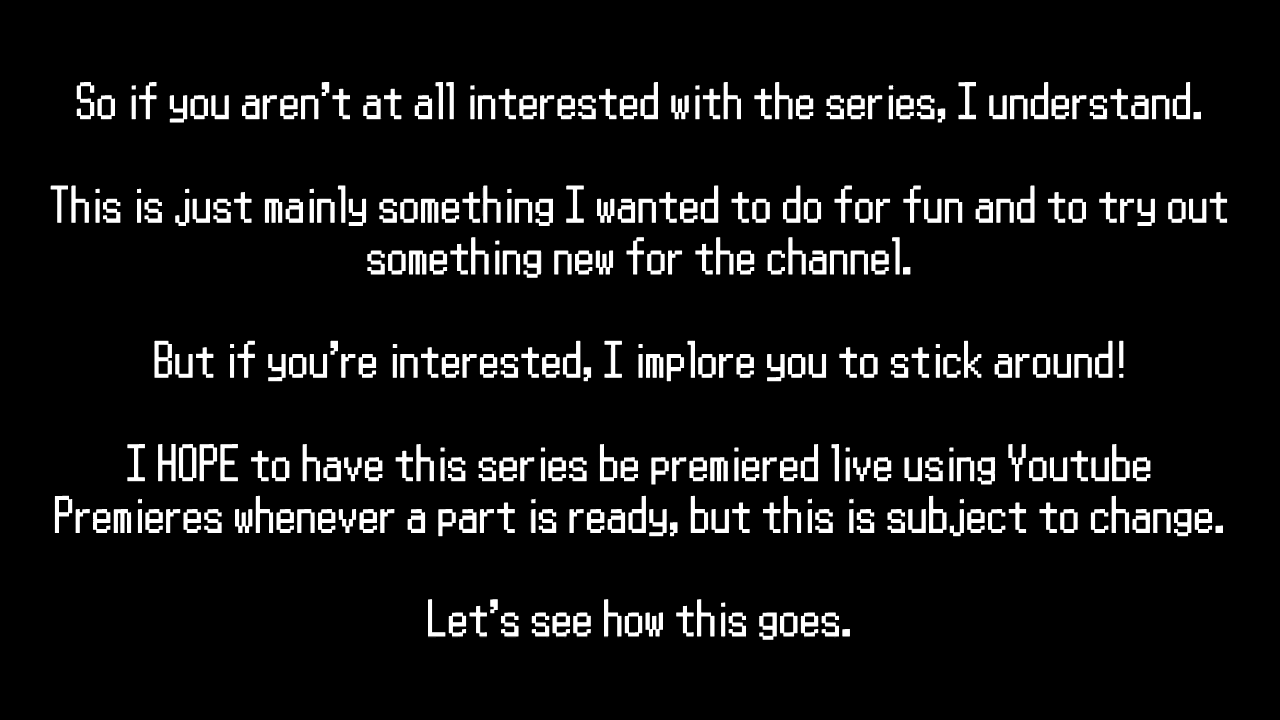 So if you aren't at all interested with the series, I understand.
This is just mainly something I wanted to do for fun and to try out
something new for the channel.
But if you're interested, I implore you to stick around!
I HOPE to have this series be premiered live using Youtube
Premieres whenever a part is ready, but this is subject to change.
Let's see how this goes.